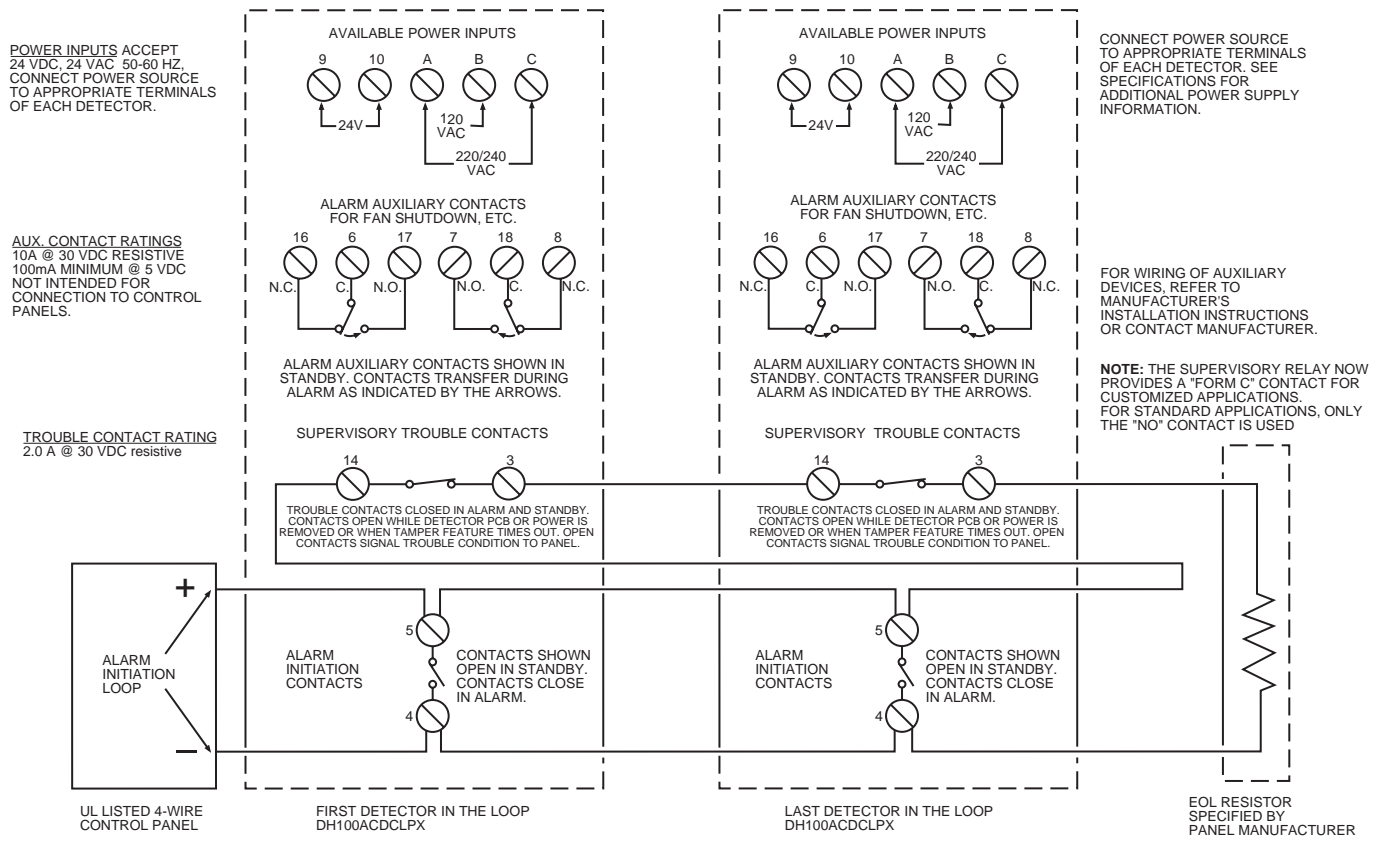 POWER INPUTS ACCEPT
24 VDC, 24 VAC 50-60 HZ,
CONNECT POWER SOURCE
TO APPROPRIATE TERMINALS
OF EACH DETECTOR.
AUX. CONTACT RATINGS
10A @ 30 VDC RESISTIVE
100mA MINIMUM @ 5 VDC
NOT INTENDED FOR
CONNECTION TO CONTROL
PANELS.
TROUBLE CONTACT RATING
2.0 A @ 30 VDC resistive
AVAILABLE POWER INPUTS
9 10 A B C
24V
120
VAC
220/240
VAC
ALARM AUXILIARY CONTACTS
FOR FAN SHUTDOWN, ETC.
16 6 17 7 18 8
N.C. C. N.O. N.O. C. N.C.
ALARM AUXILIARY CONTACTS SHOWN IN
STANDBY. CONTACTS TRANSFER DURING
ALARM AS INDICATED BY THE ARROWS.
SUPERVISORY TROUBLE CONTACTS
14 3
TROUBLE CONTACTS CLOSED IN ALARM AND STANDBY.
CONTACTS OPEN WHILE DETECTOR PCB OR POWER IS
REMOVED OR WHEN TAMPER FEATURE TIMES OUT. OPEN
CONTACTS SIGNAL TROUBLE CONDITION TO PANEL.
AVAILABLE POWER INPUTS
9 10 A B C
24V
120
VAC
220/240
VAC
ALARM AUXILIARY CONTACTS
FOR FAN SHUTDOWN, ETC.
16 6 17 7 18 8
N.C. C. N.O. N.O. C. N.C.
ALARM AUXILIARY CONTACTS SHOWN IN
STANDBY. CONTACTS TRANSFER DURING
ALARM AS INDICATED BY THE ARROWS.
SUPERVISORY TROUBLE CONTACTS
14 3
TROUBLE CONTACTS CLOSED IN ALARM AND STANDBY.
CONTACTS OPEN WHILE DETECTOR PCB OR POWER IS
REMOVED OR WHEN TAMPER FEATURE TIMES OUT. OPEN
CONTACTS SIGNAL TROUBLE CONDITION TO PANEL.
CONNECT POWER SOURCE
TO APPROPRIATE TERMINALS
OF EACH DETECTOR. SEE
SPECIFICATIONS FOR
ADDITIONAL POWER SUPPLY
INFORMATION.
FOR WIRING OF AUXILIARY
DEVICES, REFER TO
MANUFACTURER'S
INSTALLATION INSTRUCTIONS
OR CONTACT MANUFACTURER.
NOTE: THE SUPERVISORY RELAY NOW
PROVIDES A "FORM C" CONTACT FOR
CUSTOMIZED APPLICATIONS.
FOR STANDARD APPLICATIONS, ONLY
THE "NO" CONTACT IS USED
+
ALARM
INITIATION
LOOP
−
UL LISTED 4-WIRE
CONTROL PANEL
ALARM
INITIATION
CONTACTS
5
4
CONTACTS SHOWN
OPEN IN STANDBY.
CONTACTS CLOSE
IN ALARM.
FIRST DETECTOR IN THE LOOP
DH100ACDCLPX
ALARM
INITIATION
CONTACTS
5
4
CONTACTS SHOWN
OPEN IN STANDBY.
CONTACTS CLOSE
IN ALARM.
LAST DETECTOR IN THE LOOP
DH100ACDCLPX
EOL RESISTOR
SPECIFIED BY
PANEL MANUFACTURER